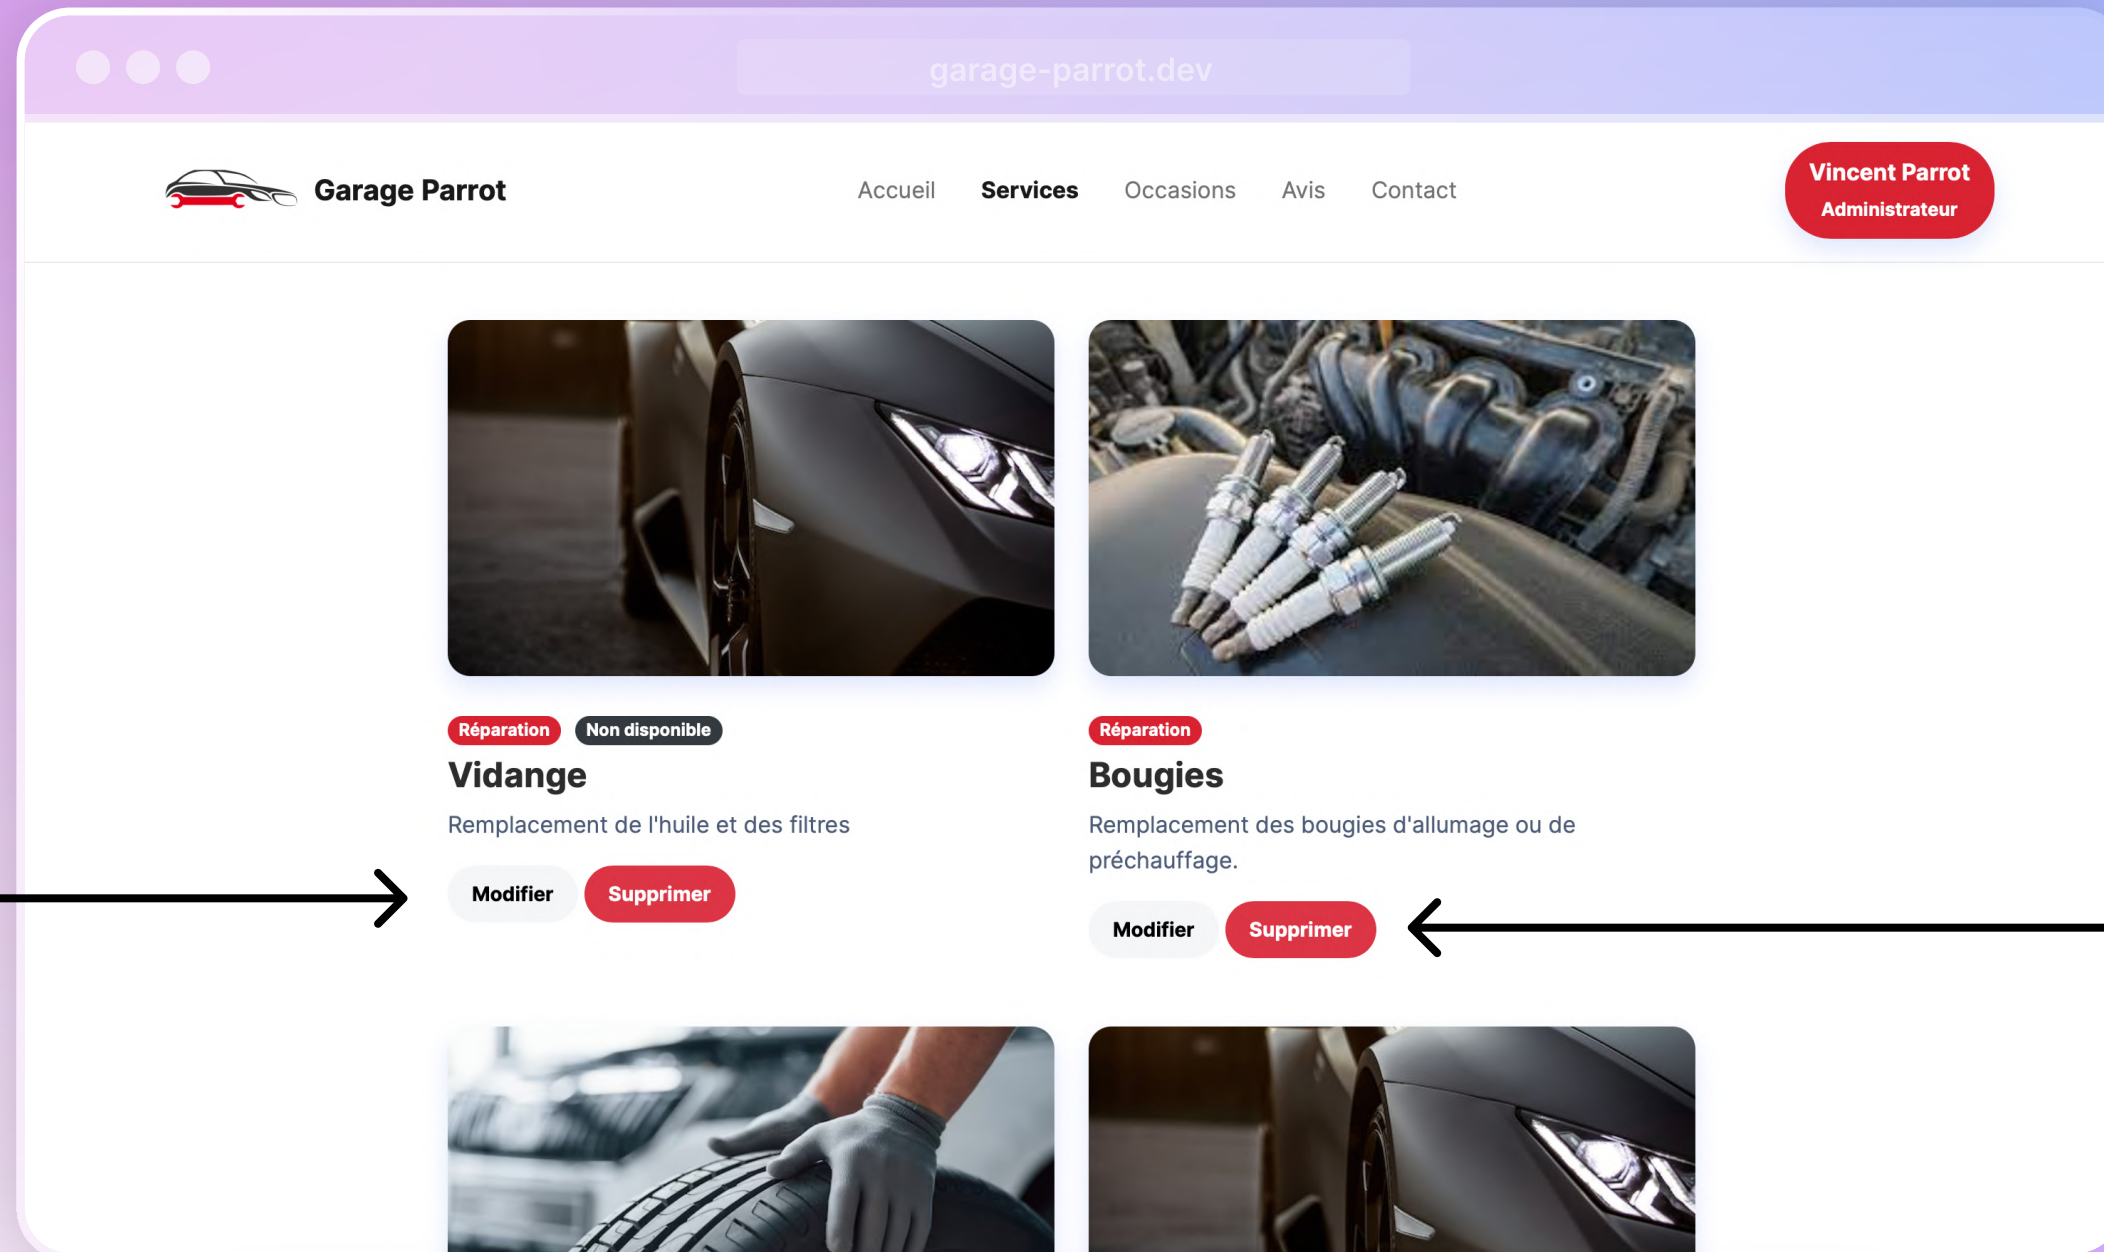 garage-parrot.dev
Garage Parrot
Accueil
Services
Occasions
Avis
Contact
Vincent Parrot
Administrateur
Réparation
Non disponible
Vidange
Remplacement de l'huile et des filtres
Modifier
Supprimer
Réparation
Bougies
Remplacement des bougies d'allumage ou de
préchauffage.
Modifier
Supprimer